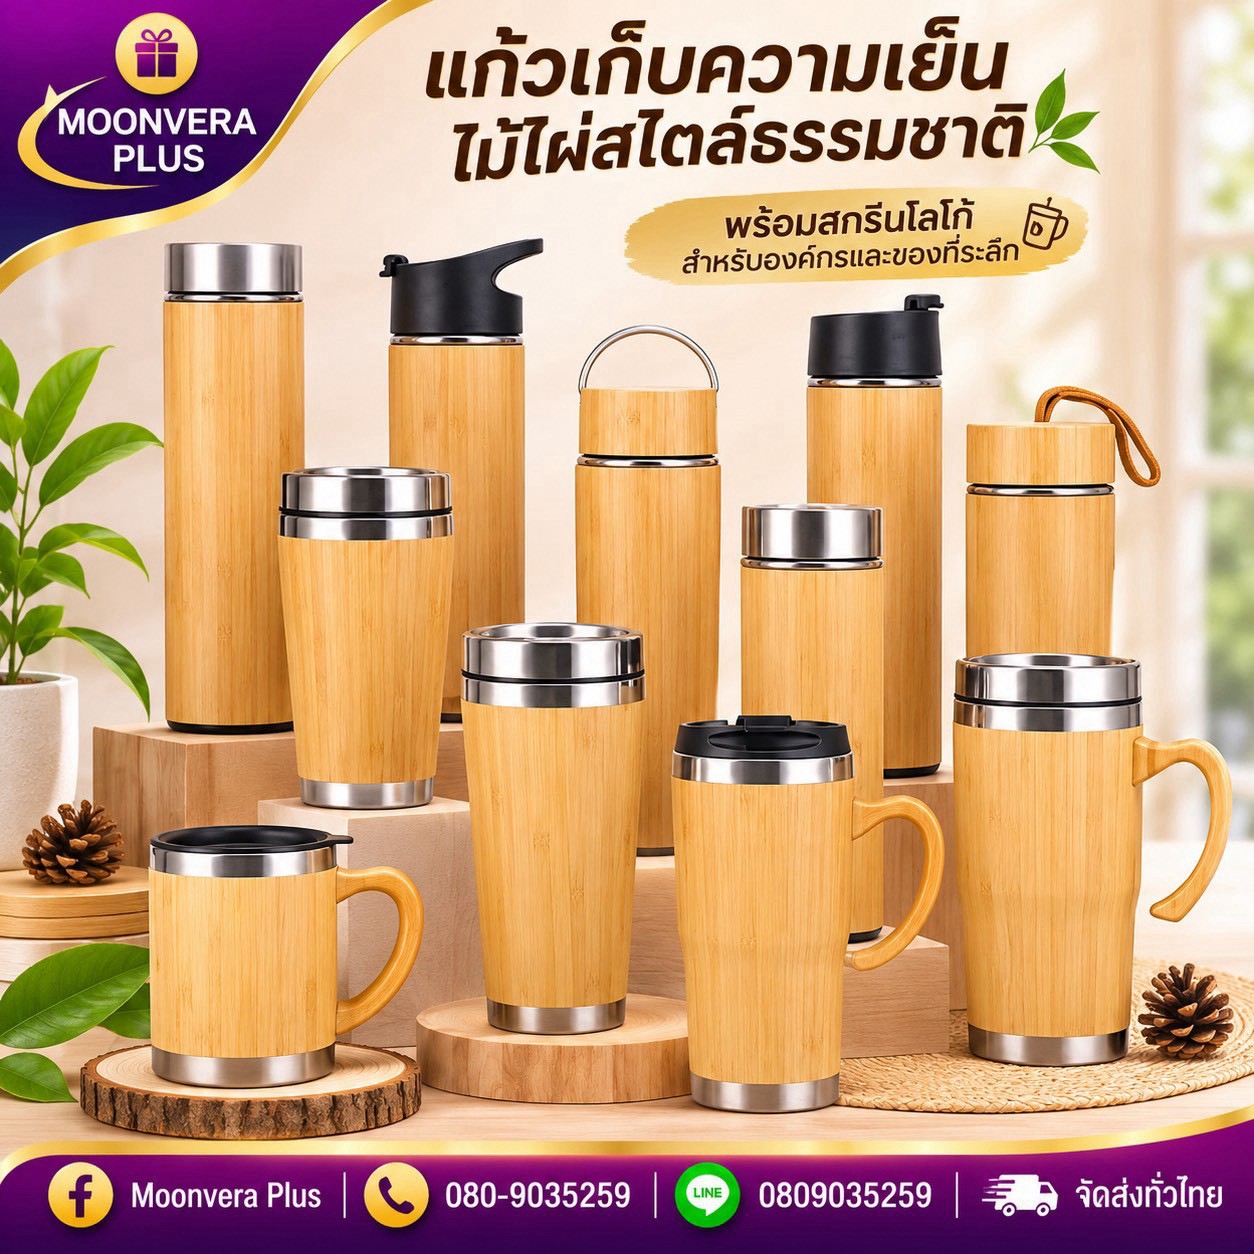 MOONVERA
PLUS
แก้วเก็บความเย็น
ไม้ไผ่สไตล์ธรรมชาติ
พร้อมสกรีนโลโก้
สำหรับองค์กรและของที่ระลึก
Moonvera Plus
080-9035259
LINE
0809035259
จัดส่งทั่วไทย